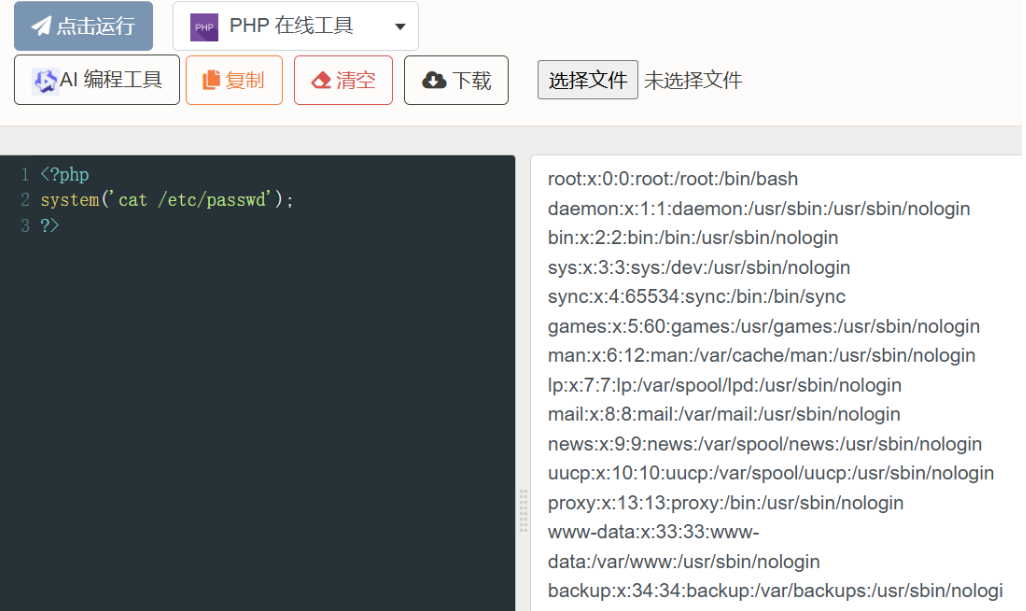 点击运行
PHP PHP 在线工具
AI 编程工具 复制 清空 下载 选择文件 未选择文件
1 <?php
2 system('cat /etc/passwd');
3 ?>
root:x:0:0:root:/root:/bin/bash
daemon:x:1:1:daemon:/usr/sbin:/usr/sbin/nologin
bin:x:2:2:bin:/bin:/usr/sbin/nologin
sys:x:3:3:sys:/dev:/usr/sbin/nologin
sync:x:4:65534:sync:/bin:/bin/sync
games:x:5:60:games:/usr/games:/usr/sbin/nologin
man:x:6:12:man:/var/cache/man:/usr/sbin/nologin
lp:x:7:7:lp:/var/spool/lpd:/usr/sbin/nologin
mail:x:8:8:mail:/var/mail:/usr/sbin/nologin
news:x:9:9:news:/var/spool/news:/usr/sbin/nologin
uucp:x:10:10:uucp:/var/spool/uucp:/usr/sbin/nologin
proxy:x:13:13:proxy:/bin:/usr/sbin/nologin
www-data:x:33:33:www-
data:/var/www:/usr/sbin/nologin
backup:x:34:34:backup:/var/backups:/usr/sbin/nologi